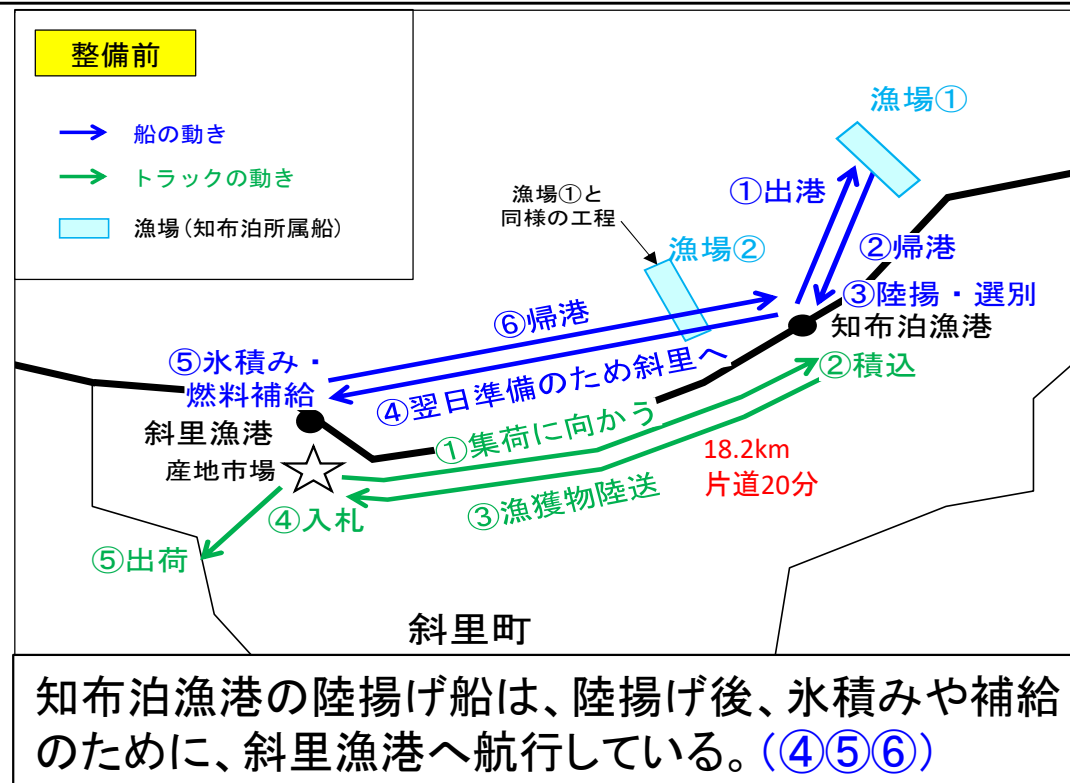 整備前
船の動き
トラックの動き
漁場(知布泊所属船)
漁場①
漁場①と
同様の工程
①出港
漁場②
②帰港
③陸揚・選別
知布泊漁港
⑥帰港
⑤氷積み・
燃料補給
④翌日準備のため斜里へ
②積込
斜里漁港
①集荷に向かう
産地市場
18.2km
片道20分
③漁獲物陸送
④入札
⑤出荷
斜里町
知布泊漁港の陸揚げ船は、陸揚げ後、氷積みや補給
のために、斜里漁港へ航行している。(④⑤⑥)